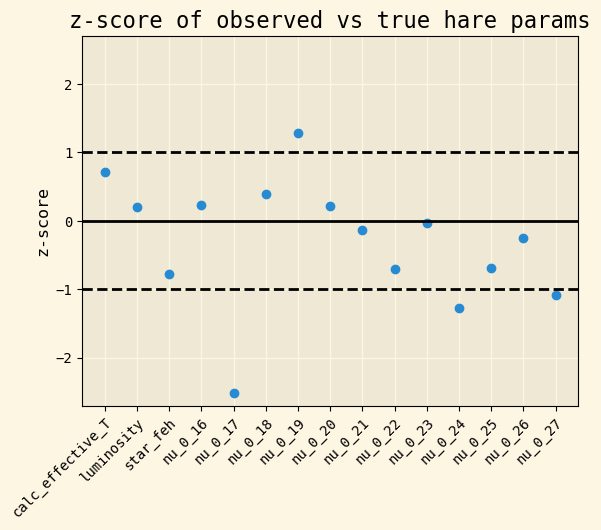 z-score of observed vs true hare params
z-score
2
1
0
−1
−2
calc_effective_T
luminosity
star_feh
nu_0_16
nu_0_17
nu_0_18
nu_0_19
nu_0_20
nu_0_21
nu_0_22
nu_0_23
nu_0_24
nu_0_25
nu_0_26
nu_0_27